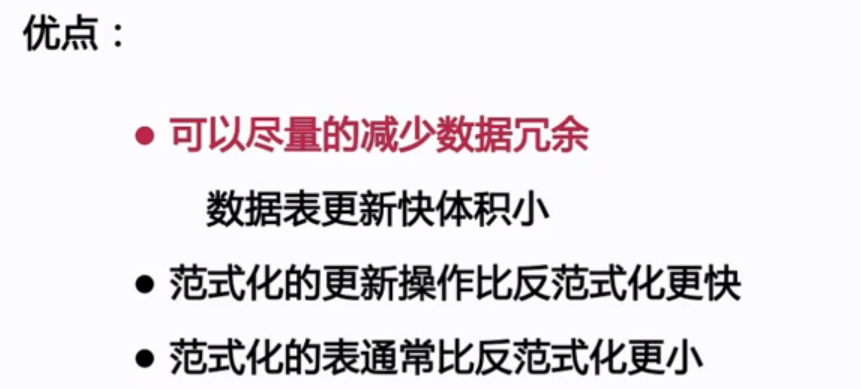 优点：
● 可以尽量的减少数据冗余
数据表更新快体积小
● 范式化的更新操作比反范式化更快
● 范式化的表通常比反范式化更小